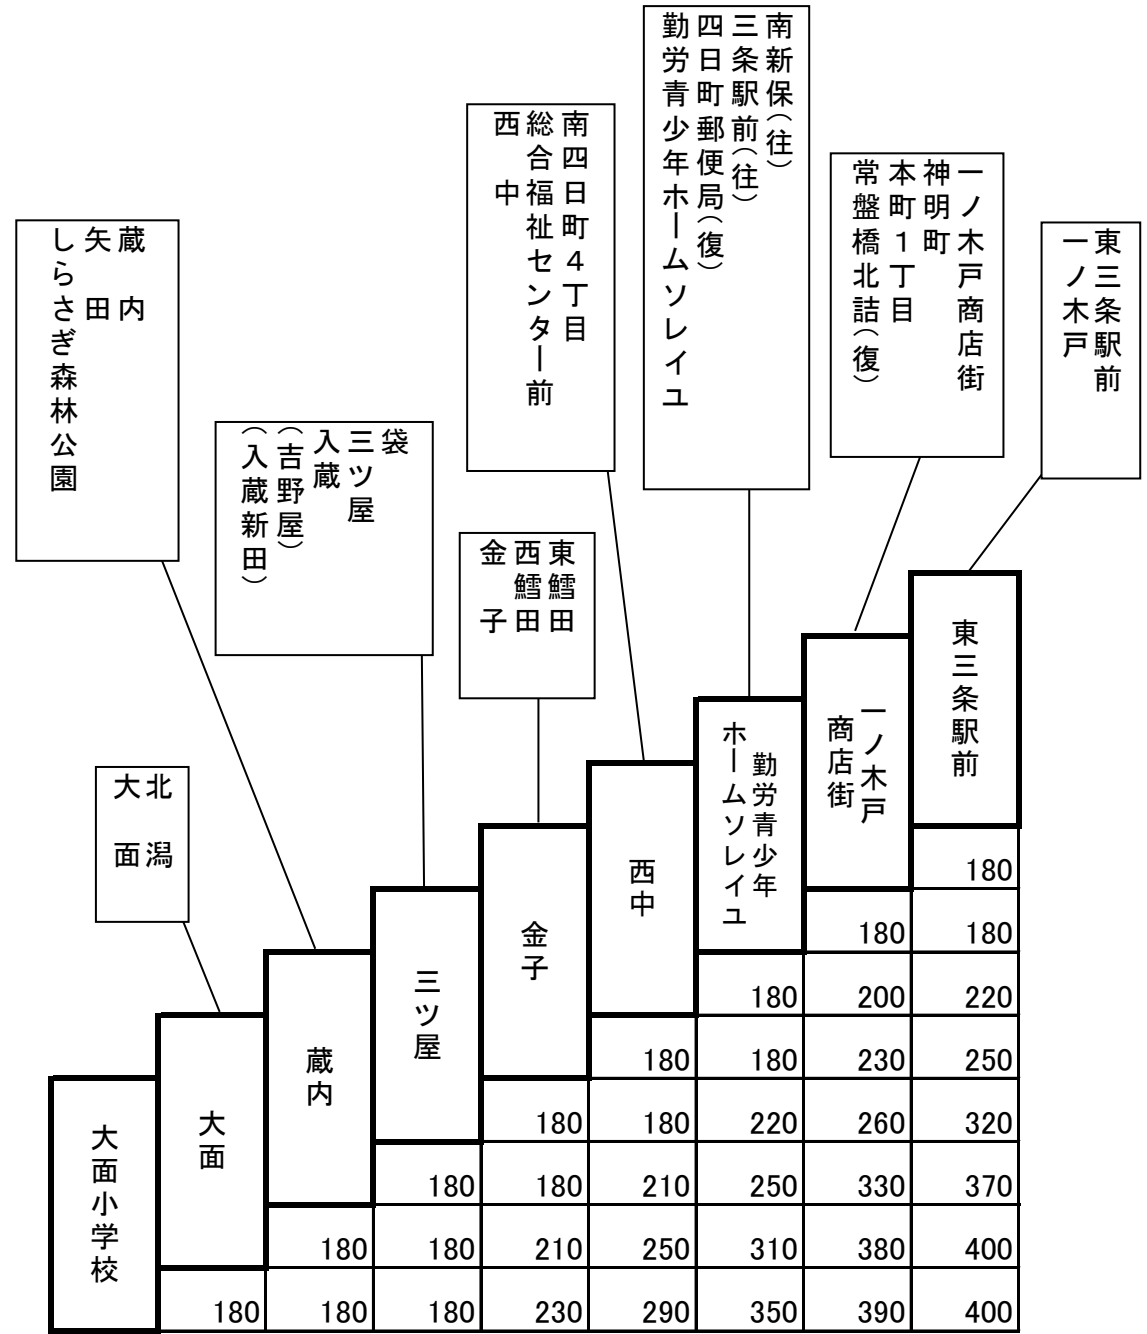 南新保（往）
三条駅前（往）
四日町郵便局（復）
勤労青少年ホームソレイユ
南四日町４丁目
総合福祉センター前
西　中
一ノ木戸商店街
神明町
本町１丁目
常盤橋北詰（復）
東三条駅前
一ノ木戸
蔵　内
矢　田
しらさぎ森林公園
袋
三ツ屋
入蔵
（吉野屋）
（入蔵新田）
東鱈田
西鱈田
金　子
北　潟
大　面
東三条駅前
一ノ木戸
商店街
勤労青少年
ホームソレイユ
西中
金子
三ツ屋
蔵内
大面
大面小学校
180
180 180
180 200 220
180 180 230 250
180 180 220 260 320
180 180 210 250 330 370
180 180 210 250 310 380 400
180 180 180 230 290 350 390 400